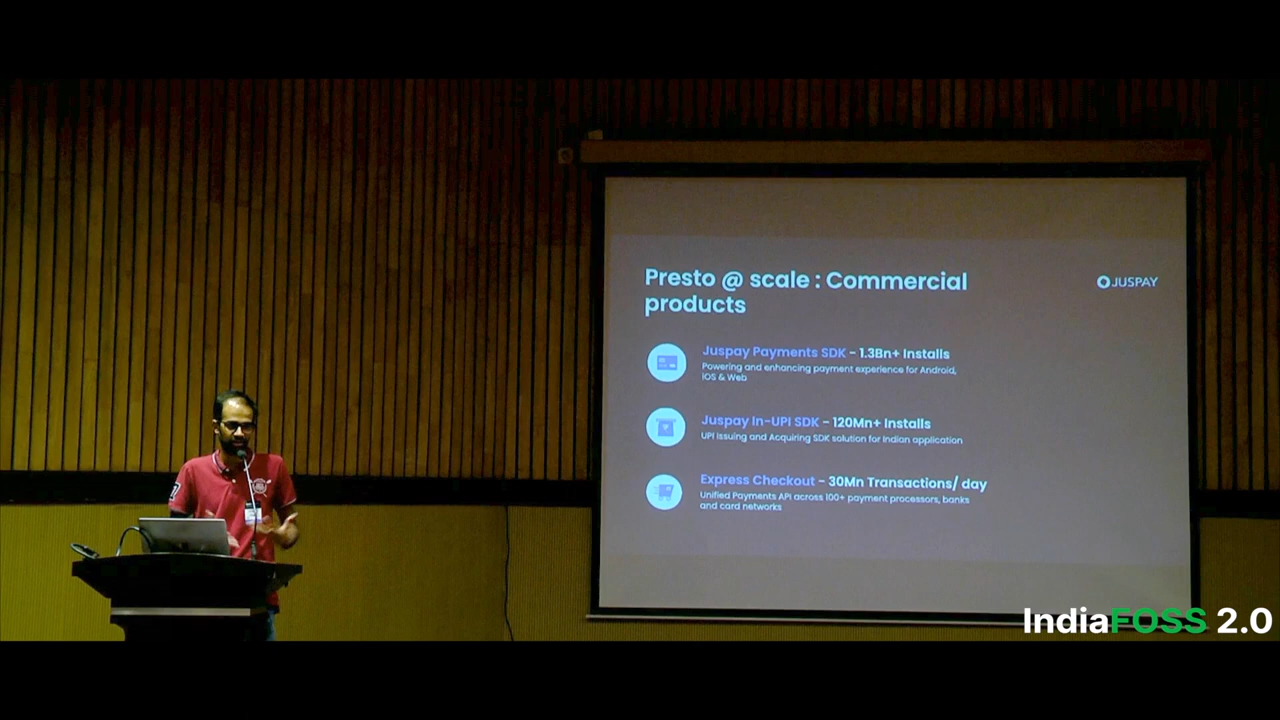 Presto @ scale : Commercial
products
JUSPAY
Juspay Payments SDK - 1.3Bn+ Installs
Powering and enhancing payment experience for Android,
iOS & Web
Juspay In-UPI SDK - 120Mn+ Installs
UPI Issuing and Acquiring SDK solution for Indian application
Express Checkout - 30Mn Transactions/ day
Unified Payments API across 100+ payment processors, banks
and card networks
IndiaFOSS 2.0